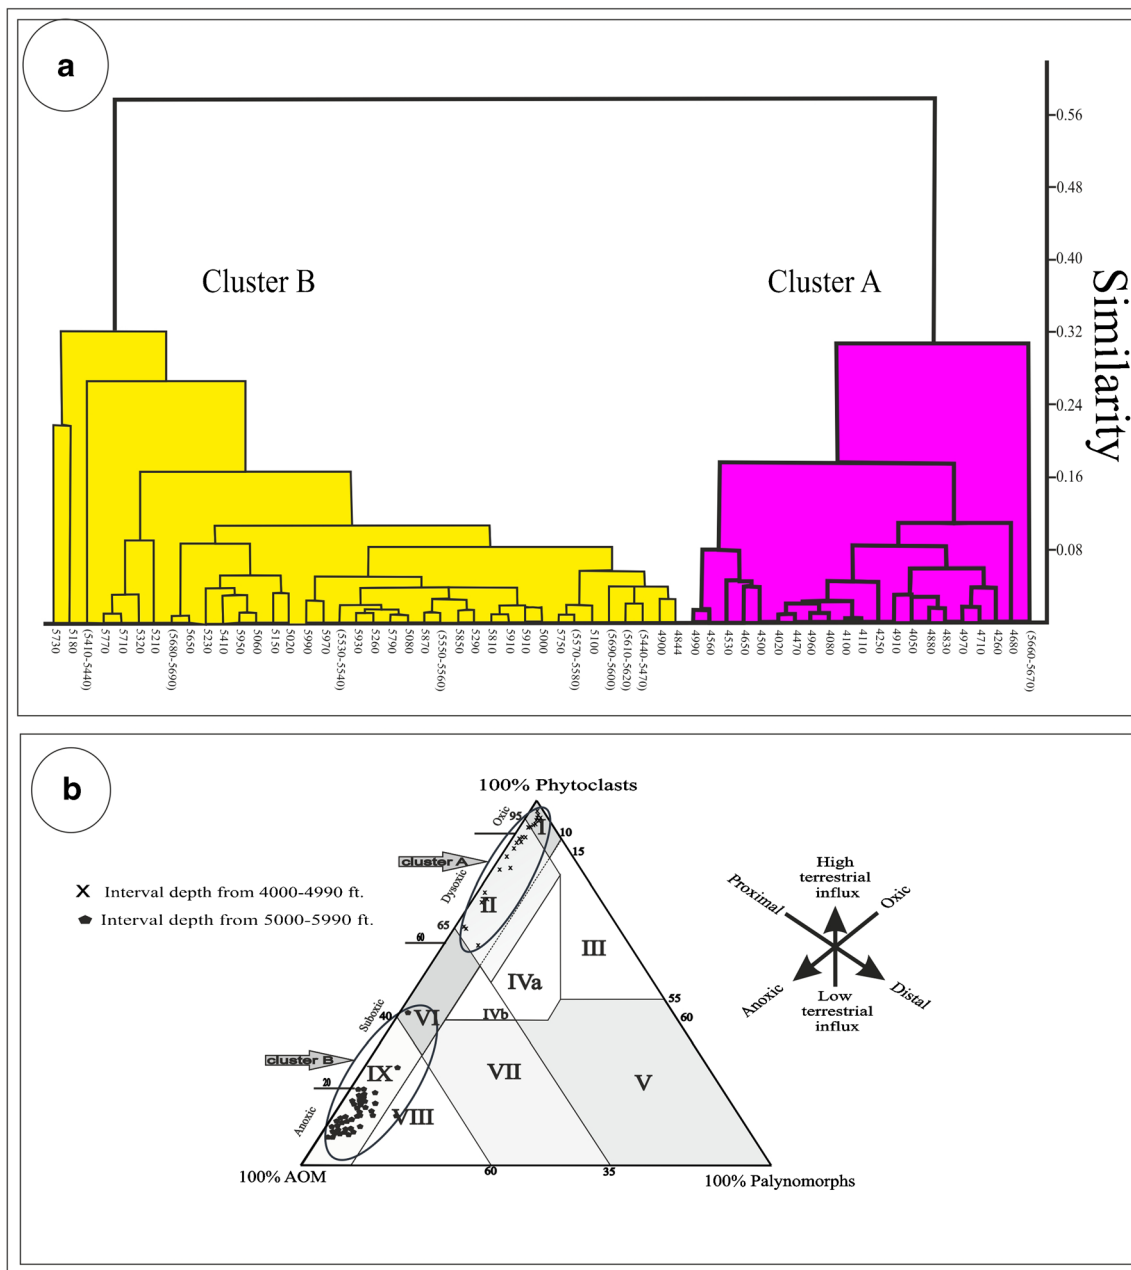 a
Cluster B
Cluster A
0.56
0.48
0.40
0.32
0.24
0.16
0.08
Similarity
5730
5180
(5410-5440)
5770
5710
5320
5210
(5680-5690)
5650
5230
5410
5950
5060
5150
5020
5990
5970
(5530-5540)
5930
5260
5790
5080
5870
(5550-5560)
5850
5290
5810
5910
5910
5000
5750
(5570-5580)
5100
(5690-5600)
(5610-5620)
(5440-5470)
4900
4844
4990
4560
4530
4650
4500
4020
4470
4960
4080
4100
4110
4250
4910
4050
4880
4830
4970
4710
4260
4680
(5660-5670)
b
100% Phytoclasts
Oxic
95
I
10
15
cluster A
Dysoxic
II
65
60
III
IVa
IVb
55
60
Suboxic
40
VI
cluster B
IX
20
VII
V
VIII
Anoxic
100% AOM
60
35
100% Palynomorphs
X Interval depth from 4000-4990 ft.
Interval depth from 5000-5990 ft.
High
terrestrial
influx
Proximal
Oxic
Anoxic
Low
terrestrial
influx
Distal